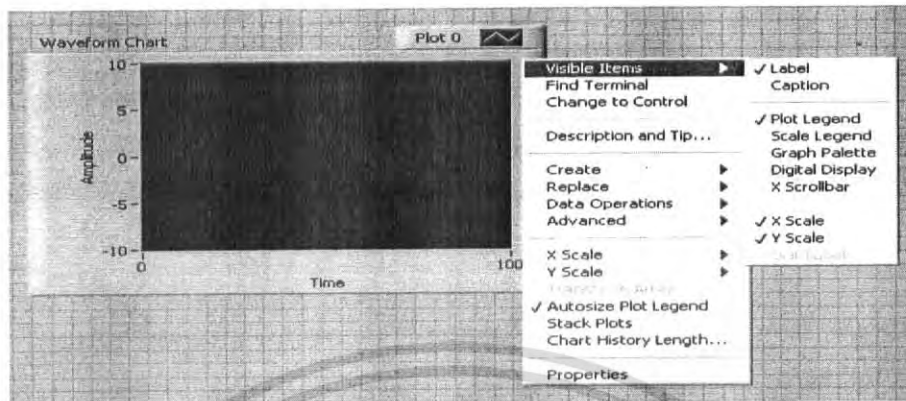 Waveform Chart
Plot 0
10
5
0
-5
-10
Amplitude
0
100
Time
Visible Items
Find Terminal
Change to Control
Description and Tip...
Create
Replace
Data Operations
Advanced
X Scale
Y Scale
Autosize Plot Legend
Stack Plots
Chart History Length...
Properties
Label
Caption
Plot Legend
Scale Legend
Graph Palette
Digital Display
X Scrollbar
X Scale
Y Scale